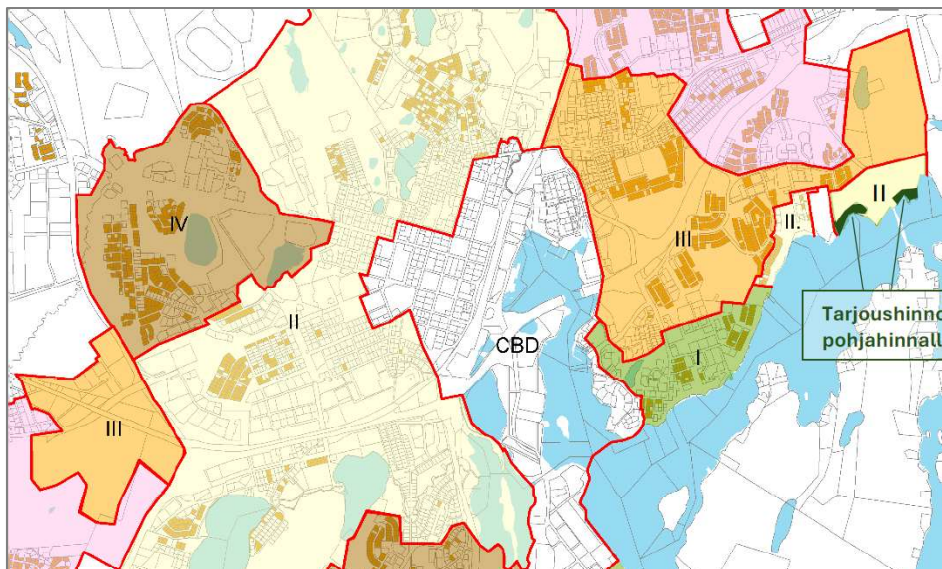 IV
II
III
CBD
III
I
II.
II
Tarjoushinno
pohjahinnall